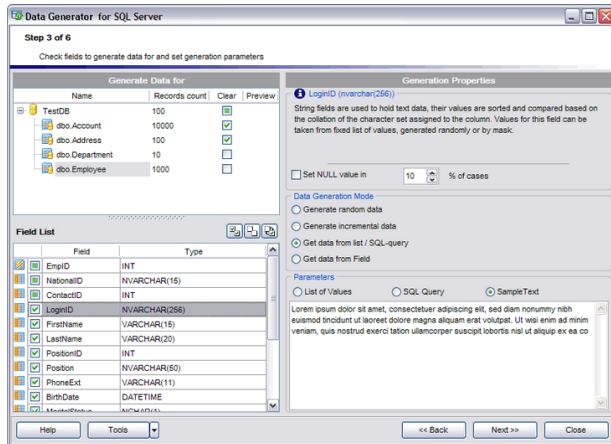 Data Generator for SQL Server
Step 3 of 6
Check fields to generate data for and set generation parameters
Generate Data for
Name Records count Clear Preview
TestDB 100
dbo.Account 10000
dbo.Address 100
dbo.Department 10
dbo.Employee 1000
Field List
Field Type
EmpID INT
NationalID NVARCHAR(15)
ContactID INT
LoginID NVARCHAR(256)
FirstName VARCHAR(15)
LastName VARCHAR(20)
PositionID INT
Position NVARCHAR(50)
PhoneExt VARCHAR(11)
BirthDate DATETIME
MaritalStatus NCHAR(1)
Generation Properties
LoginID (nvarchar(256))
String fields are used to hold text data, their values are sorted and compared based
on the collation of the character set assigned to the column. Values for this field can be
taken from fixed list of values, generated randomly or by mask.
Set NULL value in 10 % of cases
Data Generation Mode
Generate random data
Generate incremental data
Get data from list / SQL-query
Get data from Field
Parameters
List of Values SQL Query SampleText
Lorem ipsum dolor sit amet, consectetuer adipiscing elit, sed diam nonummy nibh
euismod tincidunt ut laoreet dolore magna aliquam erat volutpat. Ut wisi enim ad minim
veniam, quis nostrud exerci tation ullamcorper suscipit lobortis nisl ut aliquip ex ea co
Help Tools << Back Next >> Close